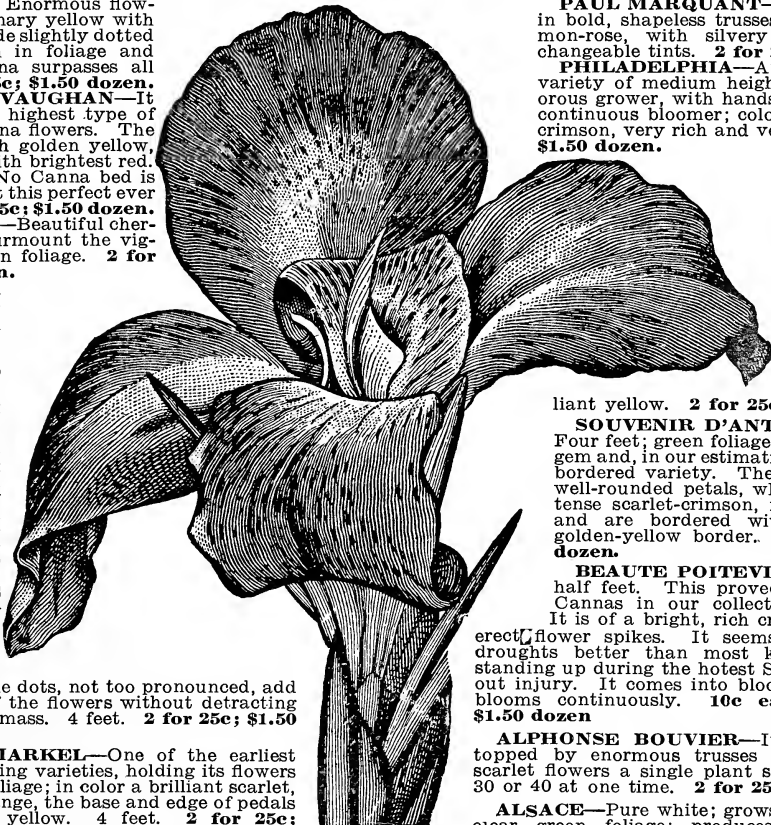 Enormous flow-
nary yellow with
de slightly dotted
in foliage and
na surpasses all
5c; $1.50 dozen.
VAUGHAN—It
highest type of
na flowers. The
h golden yellow,
ith brightest red.
No Canna bed is
t this perfect ever
5c; $1.50 dozen.
—Beautiful cher-
urmount the vig-
n foliage. 2 for
n.
e dots, not too pronounced, add
f the flowers without detracting
mass. 4 feet. 2 for 25c; $1.50
MARKEL—One of the earliest
ing varieties, holding its flowers
liage; in color a brilliant scarlet,
nge, the base and edge of pedals
yellow. 4 feet. 2 for 25c;
PAUL MARQUANT—
in bold, shapeless trusses
mon-rose, with silvery
changeable tints. 2 for
PHILADELPHIA—A
variety of medium heigh
orous grower, with hands
continuous bloomer; colo
crimson, very rich and ve
$1.50 dozen.
liant yellow. 2 for 25c
SOUVENIR D'ANT
Four feet; green foliage
gem and, in our estimati
bordered variety. The
well-rounded petals, wh
tense scarlet-crimson,
and are bordered wi
golden-yellow border.
dozen.
BEAUTE POITEVI
half feet. This prove
Cannas in our collect
It is of a bright, rich cr
erect flower spikes. It seems
droughts better than most k
standing up during the hotest S
out injury. It comes into bloo
blooms continuously. 10c ea
$1.50 dozen
ALPHONSE BOUVIER—I
topped by enormous trusses
scarlet flowers a single plant s
30 or 40 at one time. 2 for 25
ALSACE—Pure white; grows
clear green foliage; produces